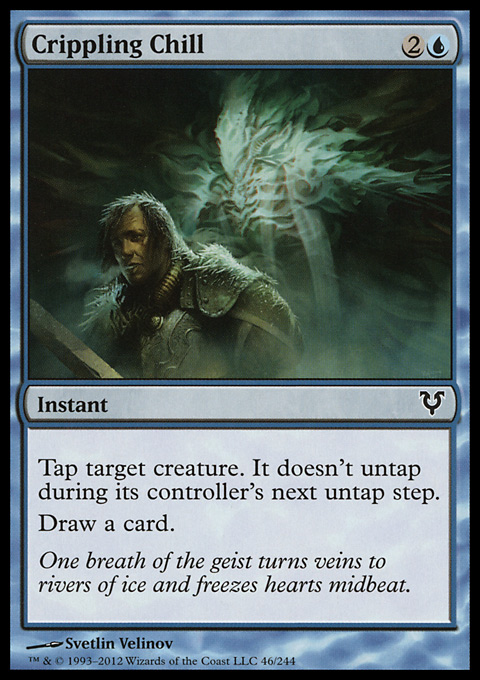 Crippling Chill 2
Instant
Tap target creature. It doesn't untap
during its controller's next untap step.
Draw a card.
One breath of the geist turns veins to
rivers of ice and freezes hearts midbeat.
Svetlin Velinov
™ & © 1993–2012 Wizards of the Coast LLC 46/244